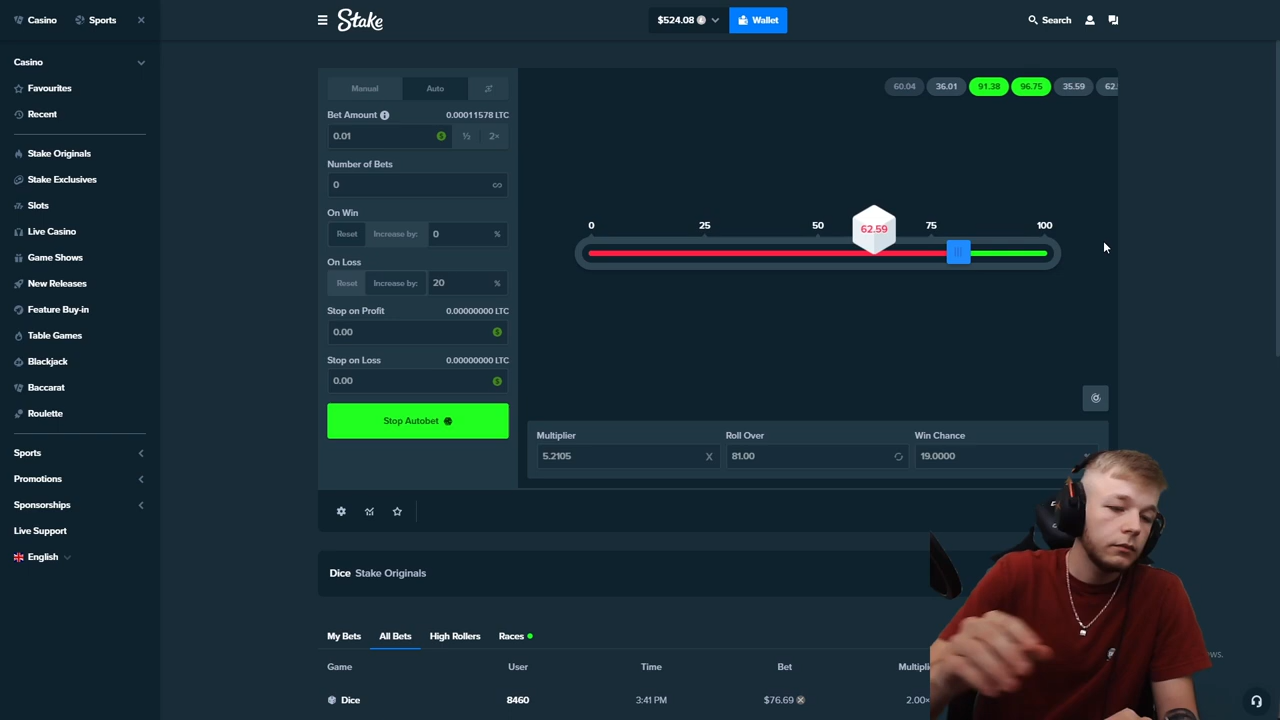 Casino
Sports
Stake
$524.08
Wallet
Search
Casino
Favourites
Recent
Stake Originals
Stake Exclusives
Slots
Live Casino
Game Shows
New Releases
Feature Buy-in
Table Games
Blackjack
Baccarat
Roulette
Sports
Promotions
Sponsorships
Live Support
English
Manual
Auto
Bet Amount
0.00011578 LTC
0.01
½
2×
Number of Bets
0
∞
On Win
Reset
Increase by:
0
%
On Loss
Reset
Increase by:
20
%
Stop on Profit
0.00000000 LTC
0.00
Stop on Loss
0.00000000 LTC
0.00
Stop Autobet
60.04
36.01
91.38
96.75
35.59
62.
0
25
50
75
100
62.59
Multiplier
5.2105
Roll Over
81.00
Win Chance
19.0000
Dice Stake Originals
My Bets
All Bets
High Rollers
Races
Game
User
Time
Bet
Dice
8460
3:41 PM
$76.69
2.00×